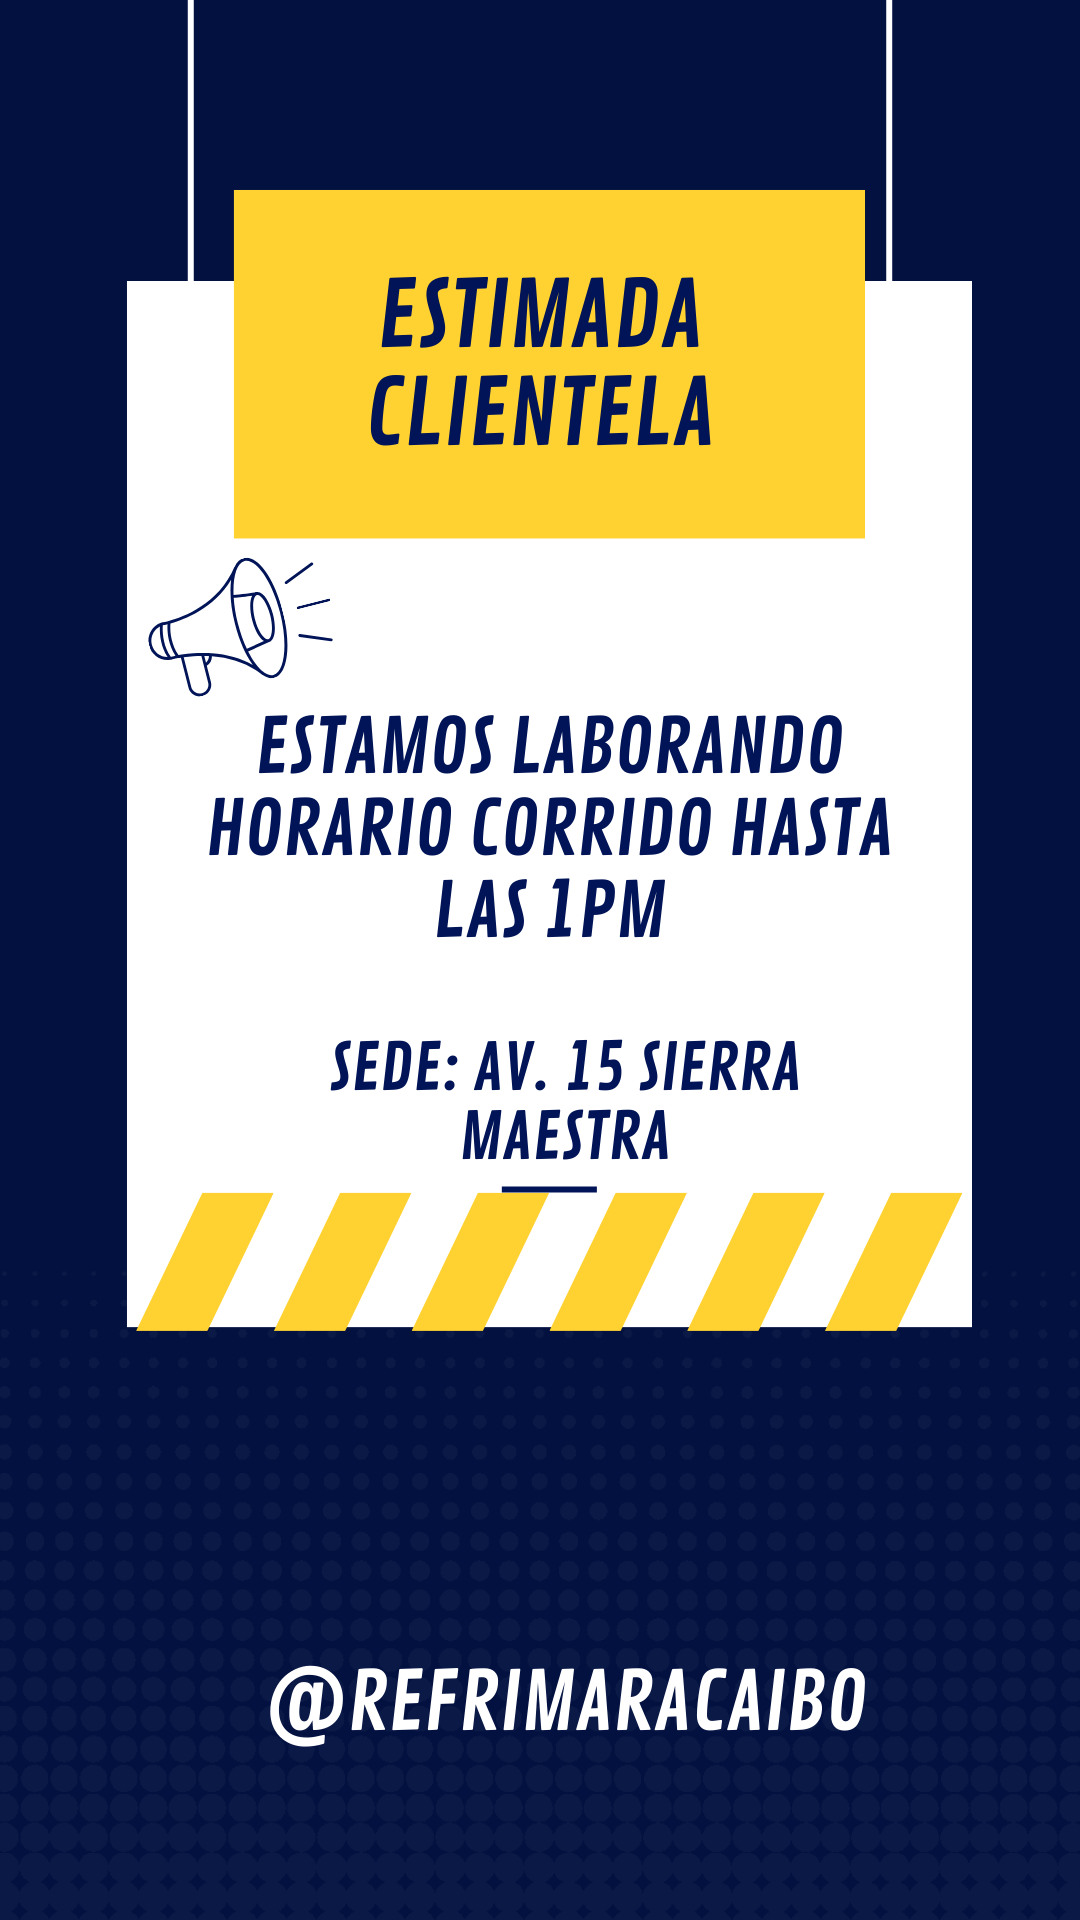 ESTIMADA
CLIENTELA
ESTAMOS LABORANDO
HORARIO CORRIDO HASTA
LAS 1PM
SEDE: AV. 15 SIERRA
MAESTRA
@REFRIMARACAIBO